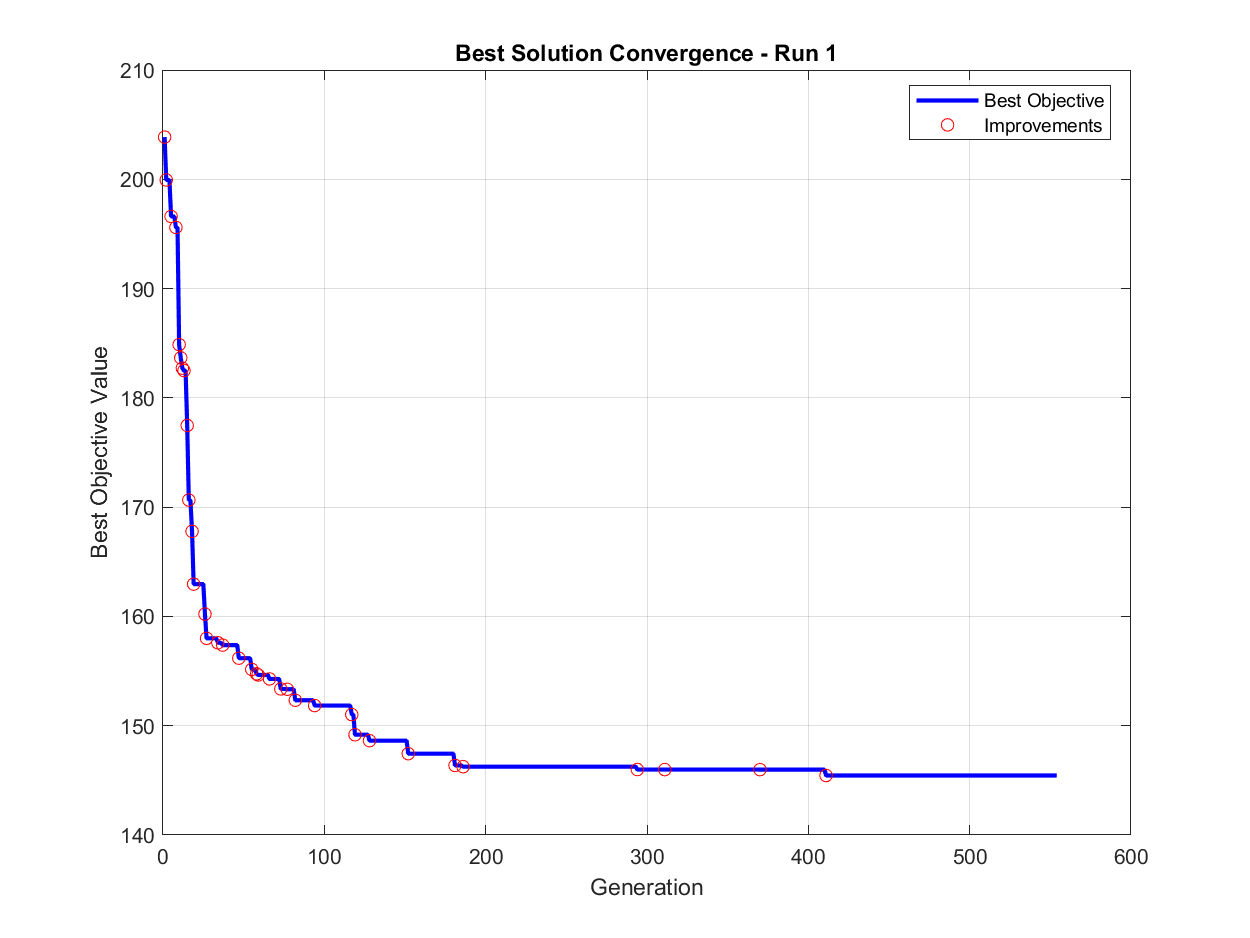 Best Solution Convergence - Run 1
210
200
190
180
170
160
150
140
Best Objective Value
Best Objective
Improvements
0 100 200 300 400 500 600
Generation